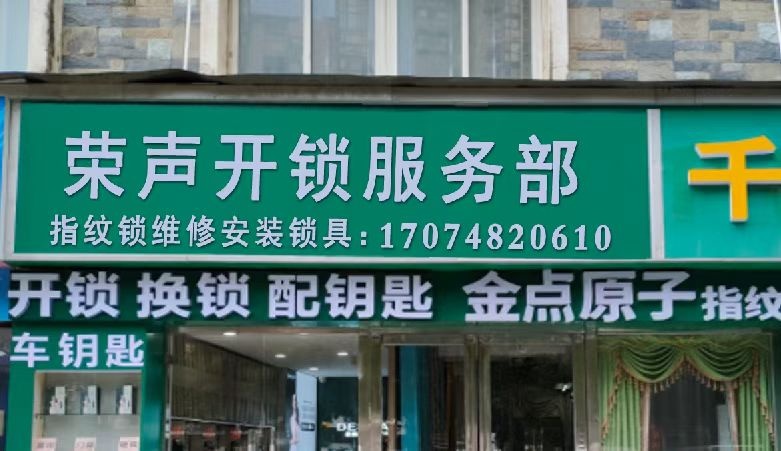 荣声开锁服务部
指纹锁维修安装锁具:17074820610
千
开锁 换锁 配钥匙 金点原子指纹
车钥匙